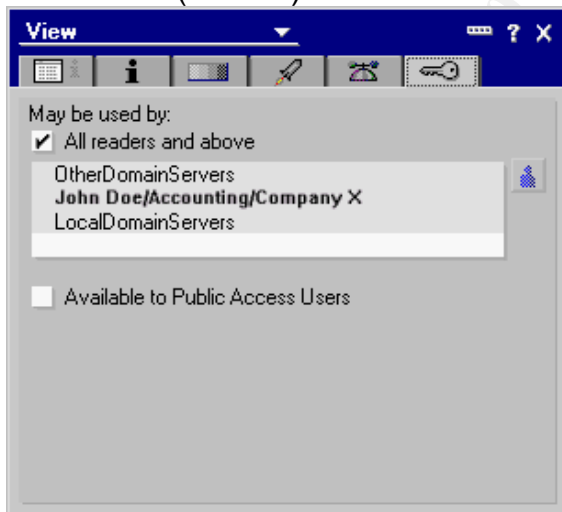 View
? X
i i
May be used by:
All readers and above
OtherDomainServers
John Doe/Accounting/Company X
LocalDomainServers
Available to Public Access Users